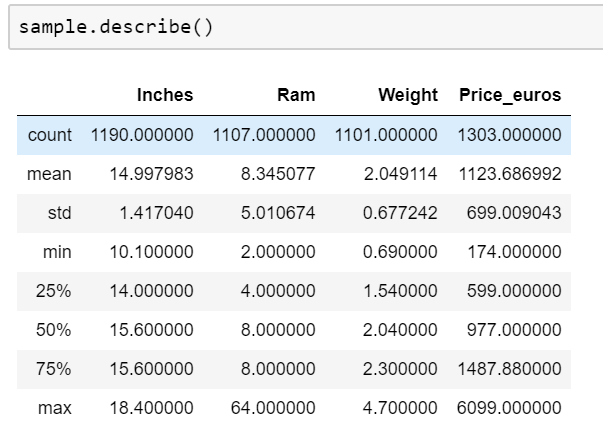 sample.describe()
Inches Ram Weight Price_euros
count 1190.000000 1107.000000 1101.000000 1303.000000
mean 14.997983 8.345077 2.049114 1123.686992
std 1.417040 5.010674 0.677242 699.009043
min 10.100000 2.000000 0.690000 174.000000
25% 14.000000 4.000000 1.540000 599.000000
50% 15.600000 8.000000 2.040000 977.000000
75% 15.600000 8.000000 2.300000 1487.880000
max 18.400000 64.000000 4.700000 6099.000000